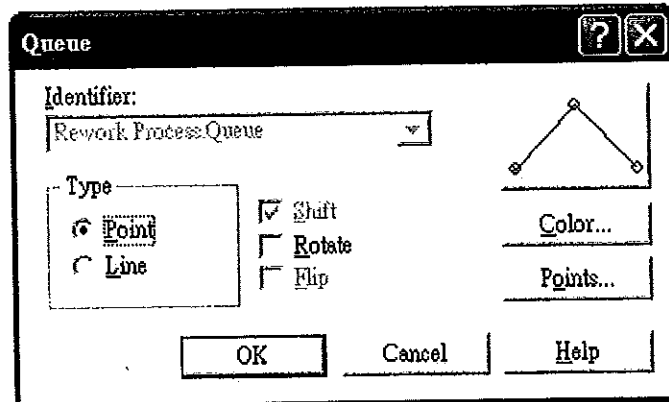 Queue
Identifier:
Rework Process.Queue
Type
Point
Line
Shift
Rotate
Flip
Color...
Points...
OK
Cancel
Help